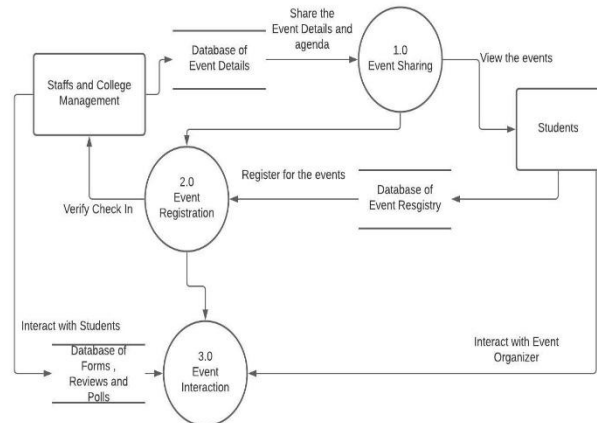 Share the
Event Details and
agenda
Database of
Event Details
1.0
Event Sharing
View the events
Staffs and College
Management
Students
2.0
Event
Registration
Register for the events
Database of
Event Resgistry
Verify Check In
Interact with Students
Database of
Forms ,
Reviews and
Polls
3.0
Event
Interaction
Interact with Event
Organizer